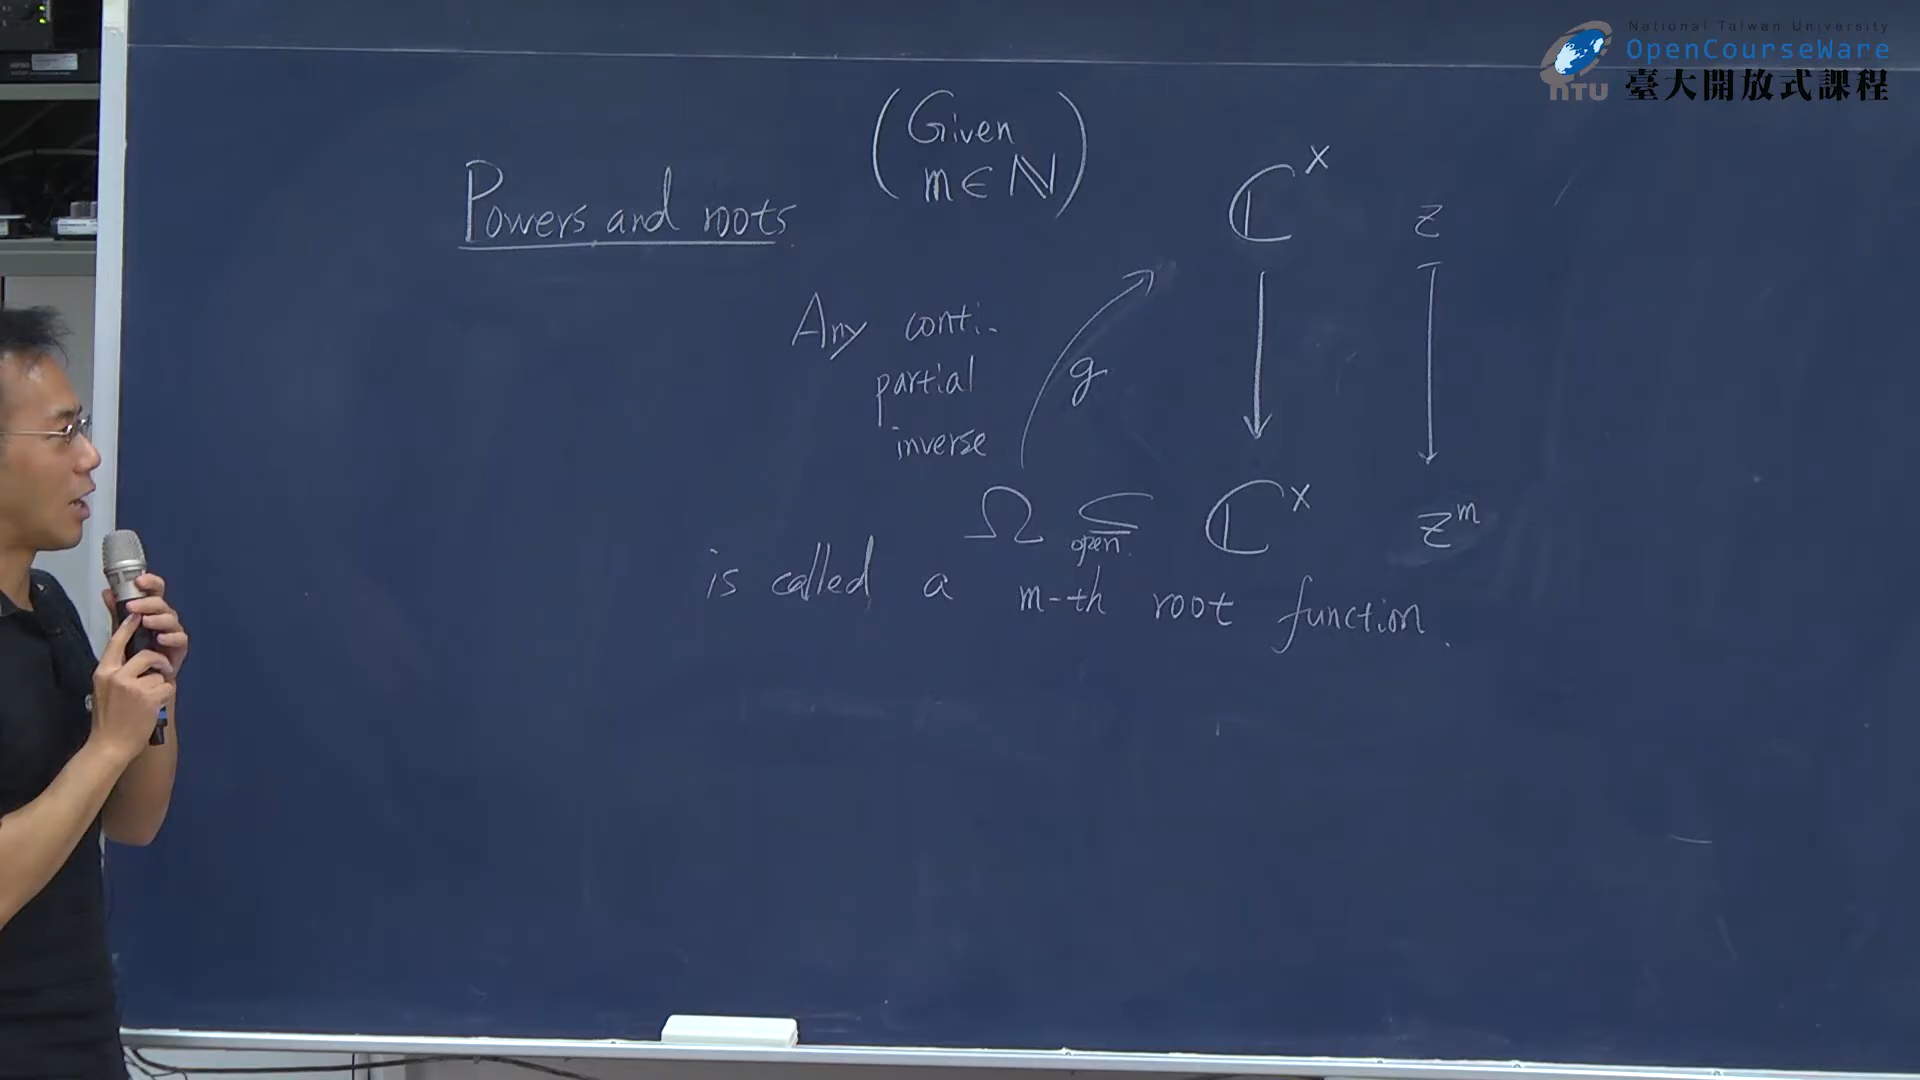 National Taiwan University
OpenCourseWare
NTU 臺大開放式課程
(Given
m ∈ ℕ)
Powers and roots
ℂ^× z
Any conti.
partial
inverse
g
Ω ⊆ ℂ^× z^m
open.
is called a m-th root function.